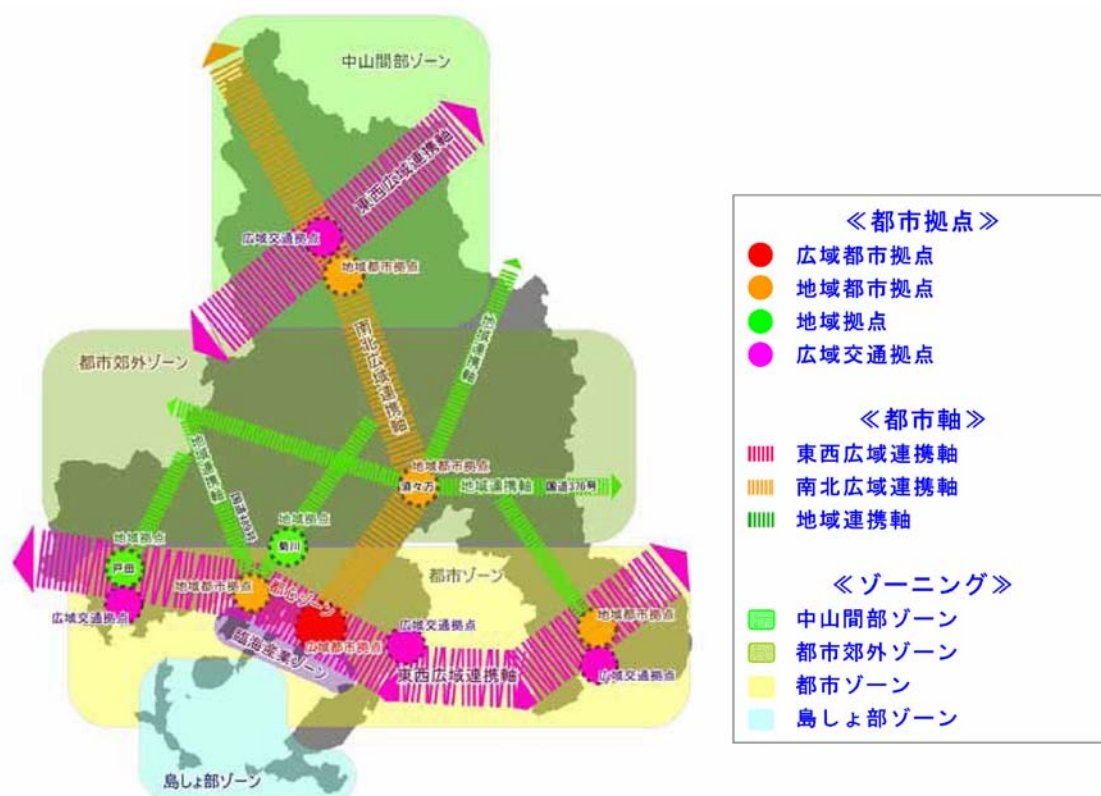 中山間部ゾーン
東西広域連携軸
広域交通拠点
地域都市拠点
南北広域連携軸
地域連携軸
都市郊外ゾーン
地域連携軸
国道489号
地域都市拠点
須々万
地域連携軸
国道376号
地域拠点
菊川
地域拠点
戸田
広域交通拠点
地域都市拠点
都心ゾーン
都市ゾーン
広域都市拠点
臨海産業ゾーン
広域交通拠点
東西広域連携軸
地域都市拠点
広域交通拠点
島しょ部ゾーン
≪都市拠点≫
広域都市拠点
地域都市拠点
地域拠点
広域交通拠点
≪都市軸≫
東西広域連携軸
南北広域連携軸
地域連携軸
≪ゾーニング≫
中山間部ゾーン
都市郊外ゾーン
都市ゾーン
島しょ部ゾーン